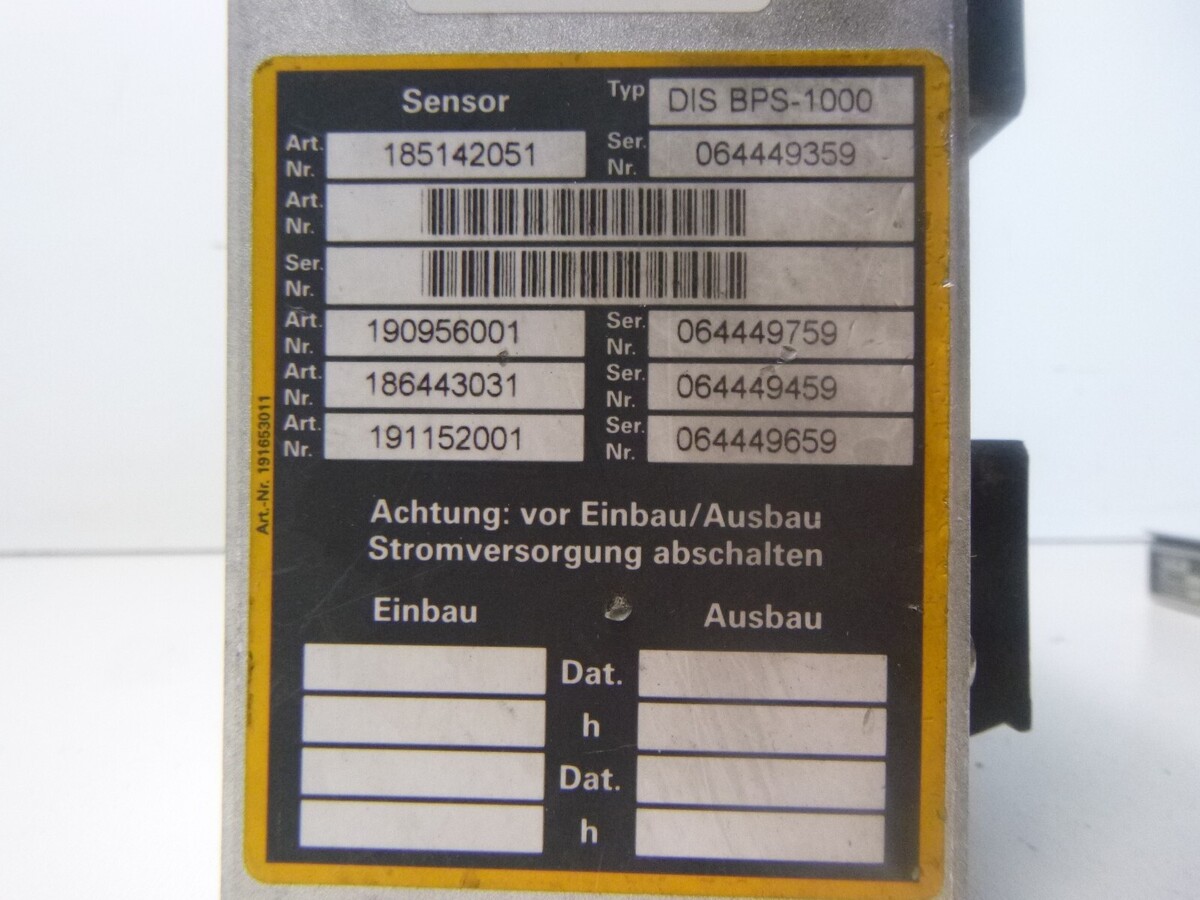 Sensor Typ DIS BPS-1000
Art. Nr. 185142051 Ser. Nr. 064449359
Art. Nr.
Ser. Nr.
Art. Nr. 190956001 Ser. Nr. 064449759
Art. Nr. 186443031 Ser. Nr. 064449459
Art. Nr. 191152001 Ser. Nr. 064449659
Art.-Nr. 191653011
Achtung: vor Einbau/Ausbau
Stromversorgung abschalten
Einbau Ausbau
Dat.
h
Dat.
h